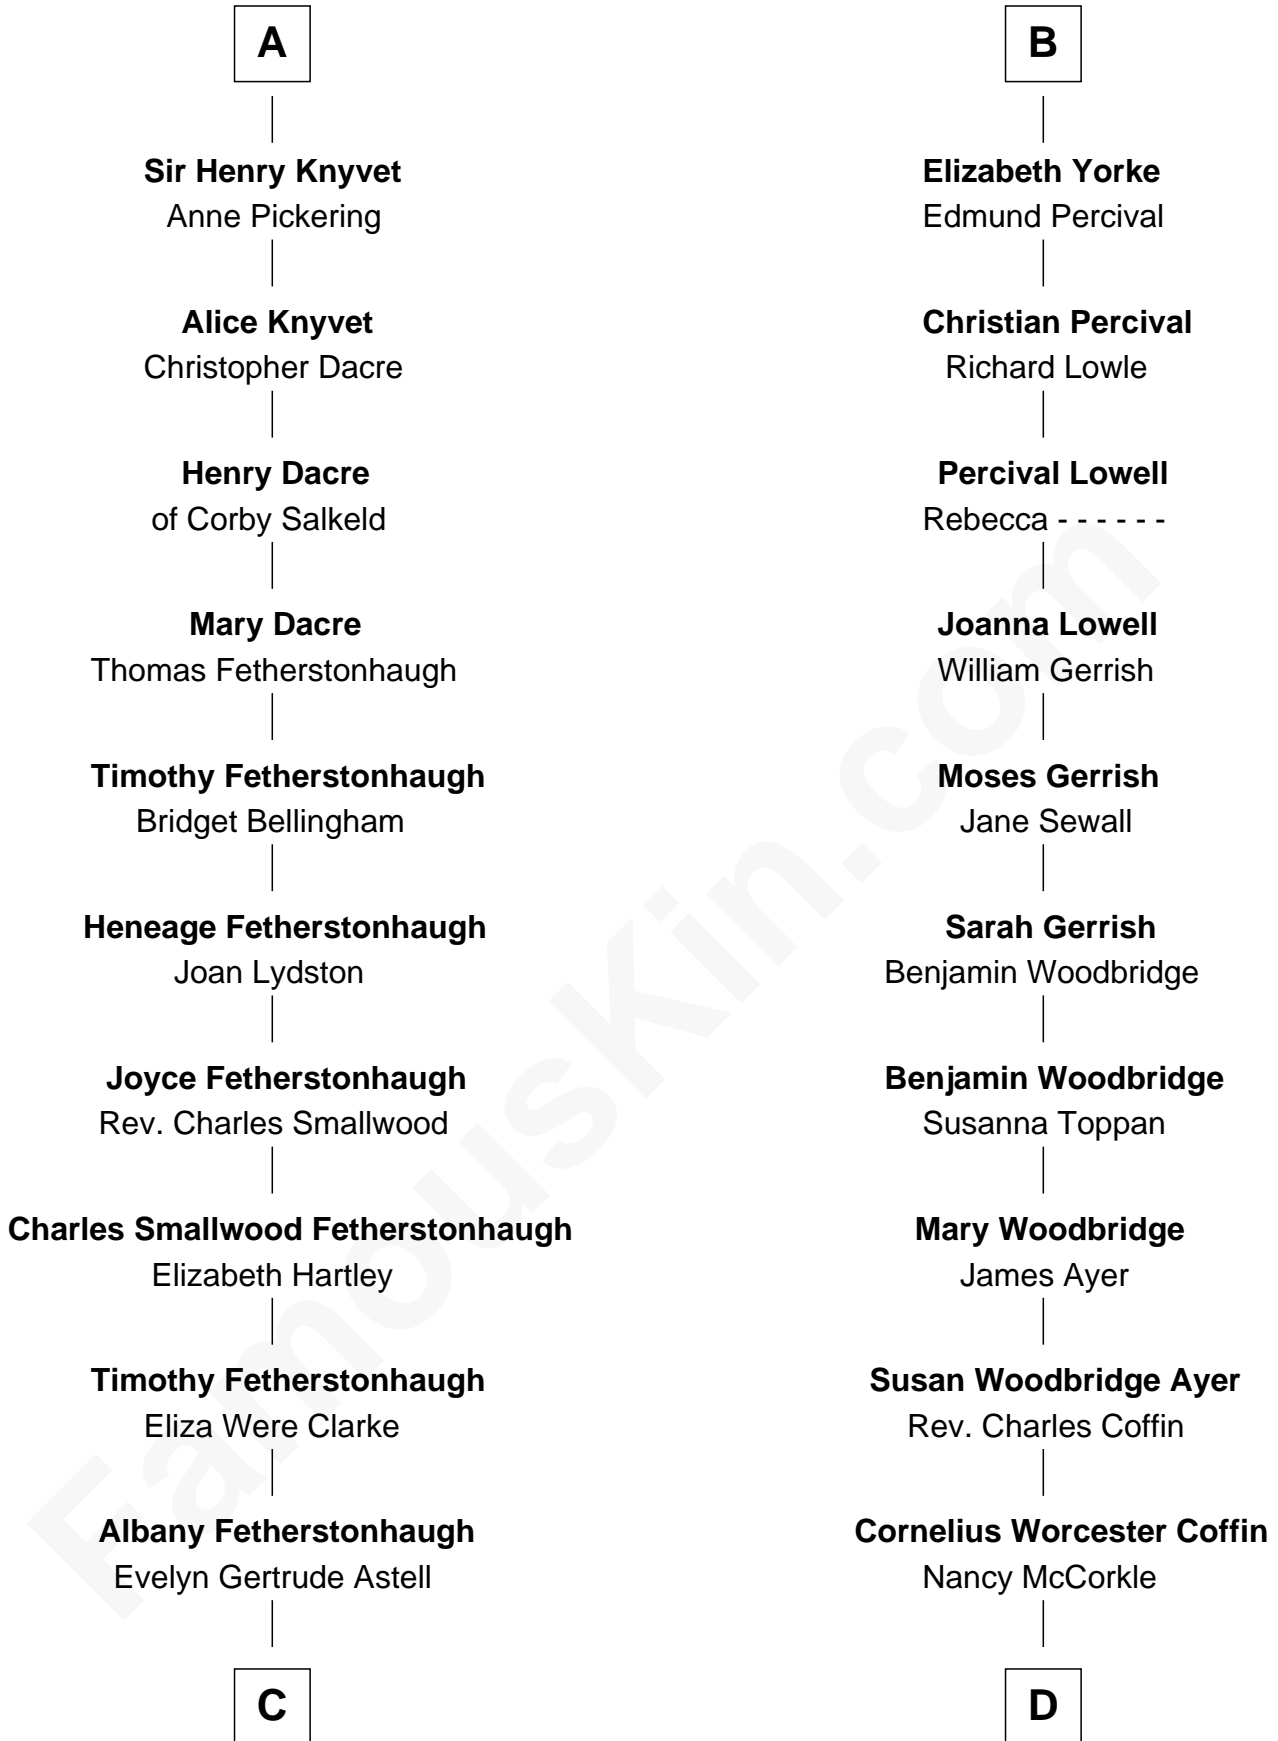 A
Sir Henry Knyvet
Anne Pickering
Alice Knyvet
Christopher Dacre
Henry Dacre
of Corby Salkeld
Mary Dacre
Thomas Fetherstonhaugh
Timothy Fetherstonhaugh
Bridget Bellingham
Heneage Fetherstonhaugh
Joan Lydston
Joyce Fetherstonhaugh
Rev. Charles Smallwood
Charles Smallwood Fetherstonhaugh
Elizabeth Hartley
Timothy Fetherstonhaugh
Eliza Were Clarke
Albany Fetherstonhaugh
Evelyn Gertrude Astell
C
B
Elizabeth Yorke
Edmund Percival
Christian Percival
Richard Lowle
Percival Lowell
Rebecca - - - - - -
Joanna Lowell
William Gerrish
Moses Gerrish
Jane Sewall
Sarah Gerrish
Benjamin Woodbridge
Benjamin Woodbridge
Susanna Toppan
Mary Woodbridge
James Ayer
Susan Woodbridge Ayer
Rev. Charles Coffin
Cornelius Worcester Coffin
Nancy McCorkle
D
FamousKin.com